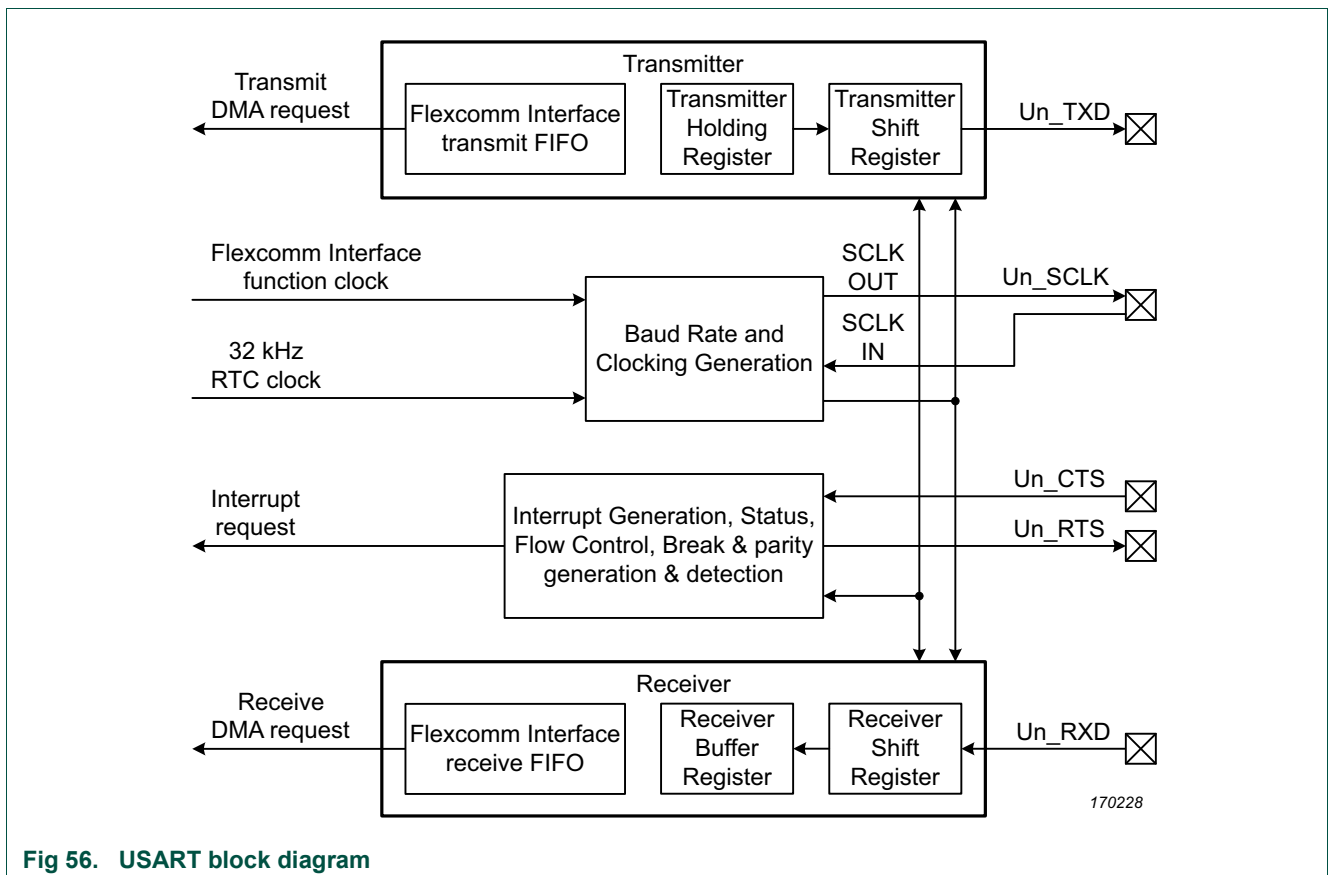 Transmitter
Transmit
DMA request
Flexcomm Interface
transmit FIFO
Transmitter
Holding
Register
Transmitter
Shift
Register
Un_TXD
Flexcomm Interface
function clock
32 kHz
RTC clock
Baud Rate and
Clocking Generation
SCLK
OUT
SCLK
IN
Un_SCLK
Interrupt
request
Interrupt Generation, Status,
Flow Control, Break & parity
generation & detection
Un_CTS
Un_RTS
Receiver
Receive
DMA request
Flexcomm Interface
receive FIFO
Receiver
Buffer
Register
Receiver
Shift
Register
Un_RXD
170228
Fig 56. USART block diagram